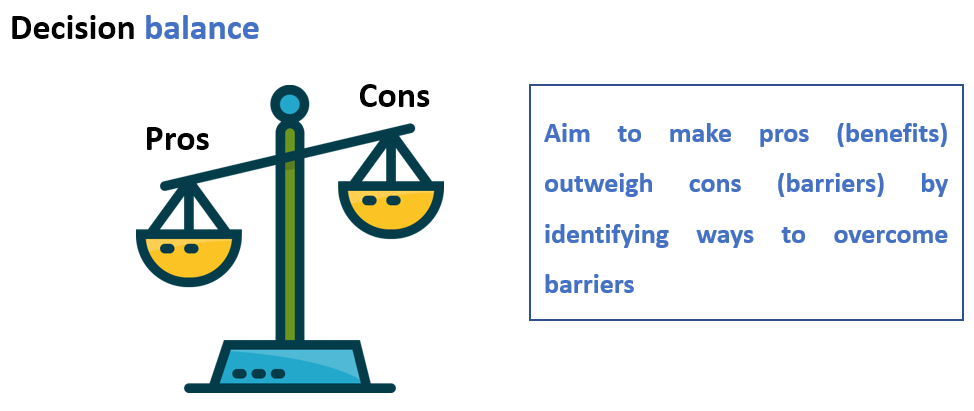 Decision balance
Cons
Pros
Aim to make pros (benefits)
outweigh cons (barriers) by
identifying ways to overcome
barriers